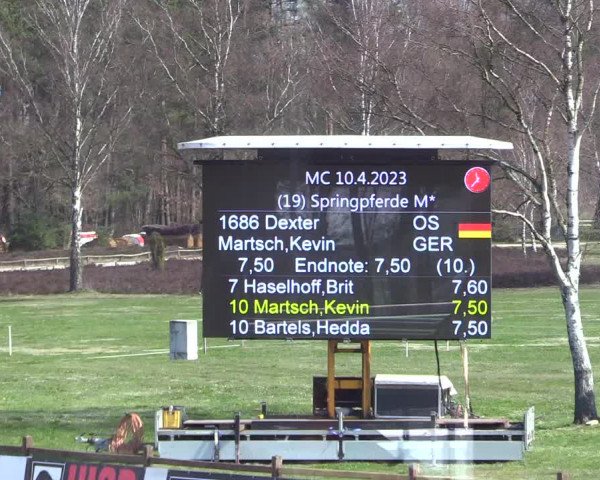 MC 10.4.2023
(19) Springpferde M*
1686 Dexter OS
Martsch,Kevin GER
7,50 Endnote: 7,50 (10.)
7 Haselhoff,Brit 7,60
10 Martsch,Kevin 7,50
10 Bartels,Hedda 7,50